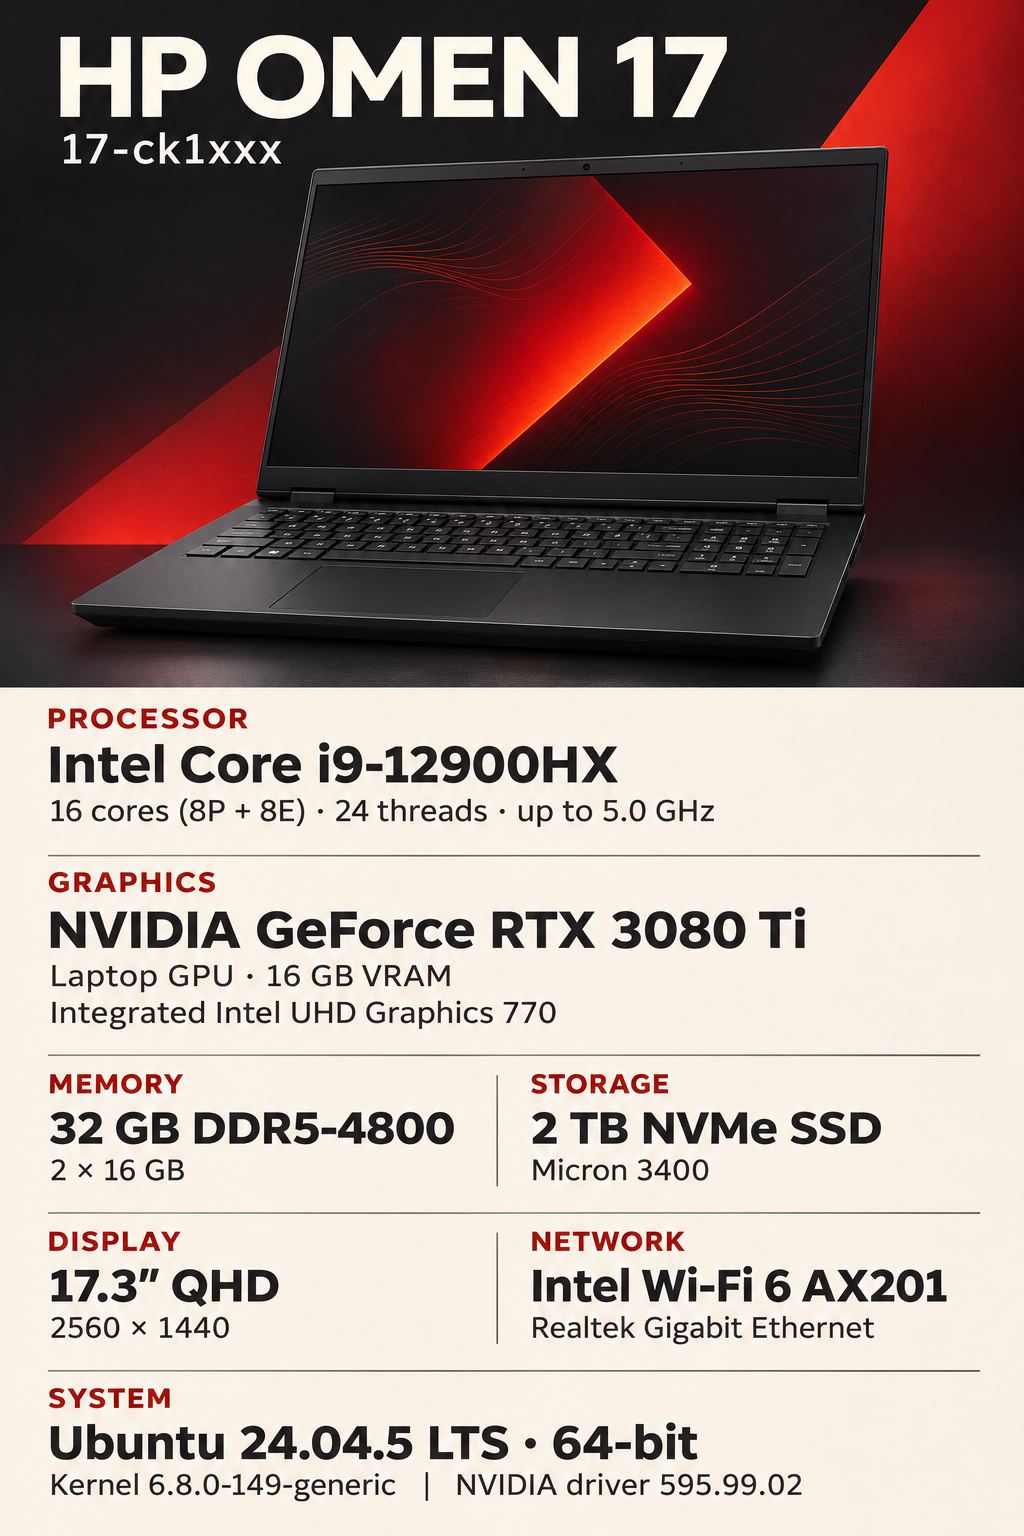 HP OMEN 17
17-ck1xxx
PROCESSOR
Intel Core i9-12900HX
16 cores (8P + 8E) · 24 threads · up to 5.0 GHz
GRAPHICS
NVIDIA GeForce RTX 3080 Ti
Laptop GPU · 16 GB VRAM
Integrated Intel UHD Graphics 770
MEMORY
32 GB DDR5-4800
2 × 16 GB
STORAGE
2 TB NVMe SSD
Micron 3400
DISPLAY
17.3″ QHD
2560 × 1440
NETWORK
Intel Wi-Fi 6 AX201
Realtek Gigabit Ethernet
SYSTEM
Ubuntu 24.04.5 LTS · 64-bit
Kernel 6.8.0-149-generic | NVIDIA driver 595.99.02